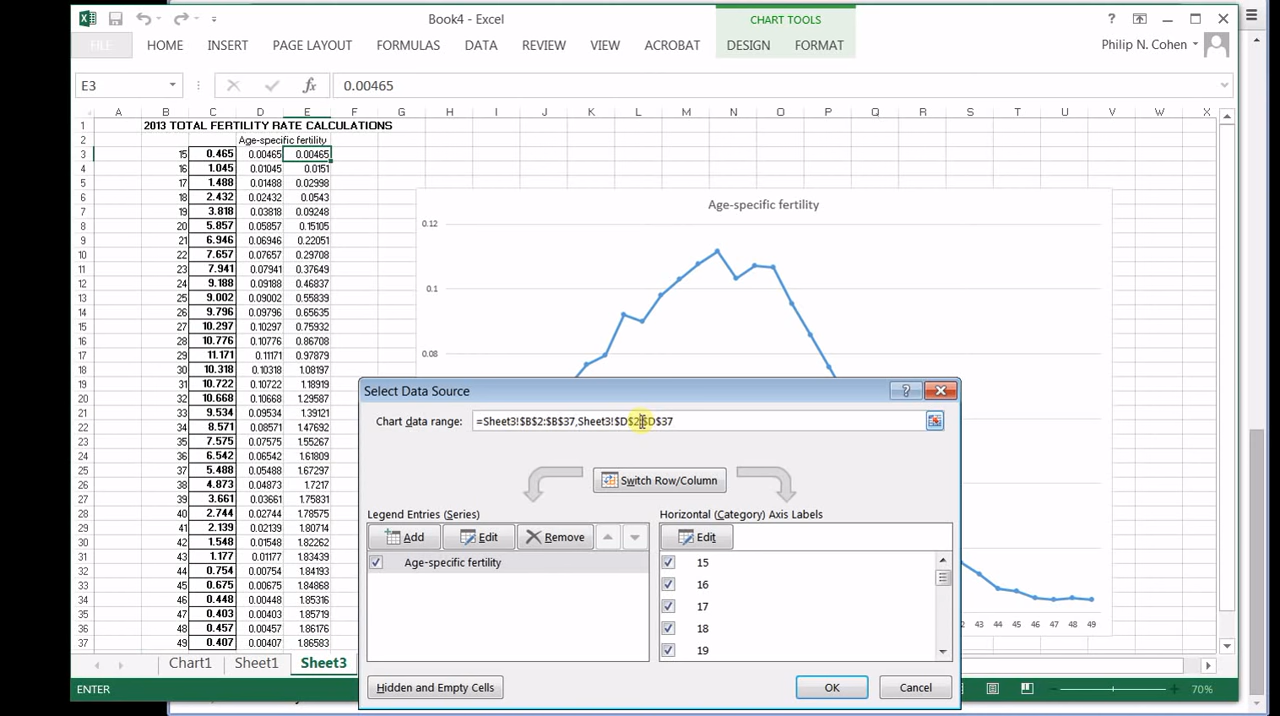 Book4 - Excel
CHART TOOLS
?
FILE HOME INSERT PAGE LAYOUT FORMULAS DATA REVIEW VIEW ACROBAT DESIGN FORMAT Philip N. Cohen
E3 fx 0.00465
A B C D E F G H I J K L M N O P Q R S T U V W X
1 2013 TOTAL FERTILITY RATE CALCULATIONS
2 Age-specific fertility
3 15 0.465 0.00465 0.00465
4 16 1.045 0.01045 0.0151
5 17 1.488 0.01488 0.02998
6 18 2.432 0.02432 0.0543
7 19 3.818 0.03818 0.09248
8 20 5.857 0.05857 0.15105
9 21 6.946 0.06946 0.22051
10 22 7.657 0.07657 0.29708
11 23 7.941 0.07941 0.37649
12 24 9.188 0.09188 0.46837
13 25 9.002 0.09002 0.55839
14 26 9.796 0.09796 0.65635
15 27 10.297 0.10297 0.75932
16 28 10.776 0.10776 0.86708
17 29 11.171 0.11171 0.97879
18 30 10.318 0.10318 1.08197
19 31 10.722 0.10722 1.18919
20 32 10.668 0.10668 1.29587
21 33 9.534 0.09534 1.39121
22 34 8.571 0.08571 1.47692
23 35 7.575 0.07575 1.55267
24 36 6.542 0.06542 1.61809
25 37 5.488 0.05488 1.67297
26 38 4.873 0.04873 1.7217
27 39 3.661 0.03661 1.75831
28 40 2.744 0.02744 1.78575
29 41 2.139 0.02139 1.80714
30 42 1.548 0.01548 1.82262
31 43 1.177 0.01177 1.83439
32 44 0.754 0.00754 1.84193
33 45 0.675 0.00675 1.84868
34 46 0.448 0.00448 1.85316
35 47 0.403 0.00403 1.85719
36 48 0.457 0.00457 1.86176
37 49 0.407 0.00407 1.86583
Age-specific fertility
0.12
0.1
0.08
43 44 45 46 47 48 49
Select Data Source
?
Chart data range: =Sheet3!$B$2:$B$37,Sheet3!$D$2:$D$37
Switch Row/Column
Legend Entries (Series)
Add Edit Remove
Age-specific fertility
Horizontal (Category) Axis Labels
Edit
15
16
17
18
19
Hidden and Empty Cells OK Cancel
Chart1 Sheet1 Sheet3
ENTER 70%